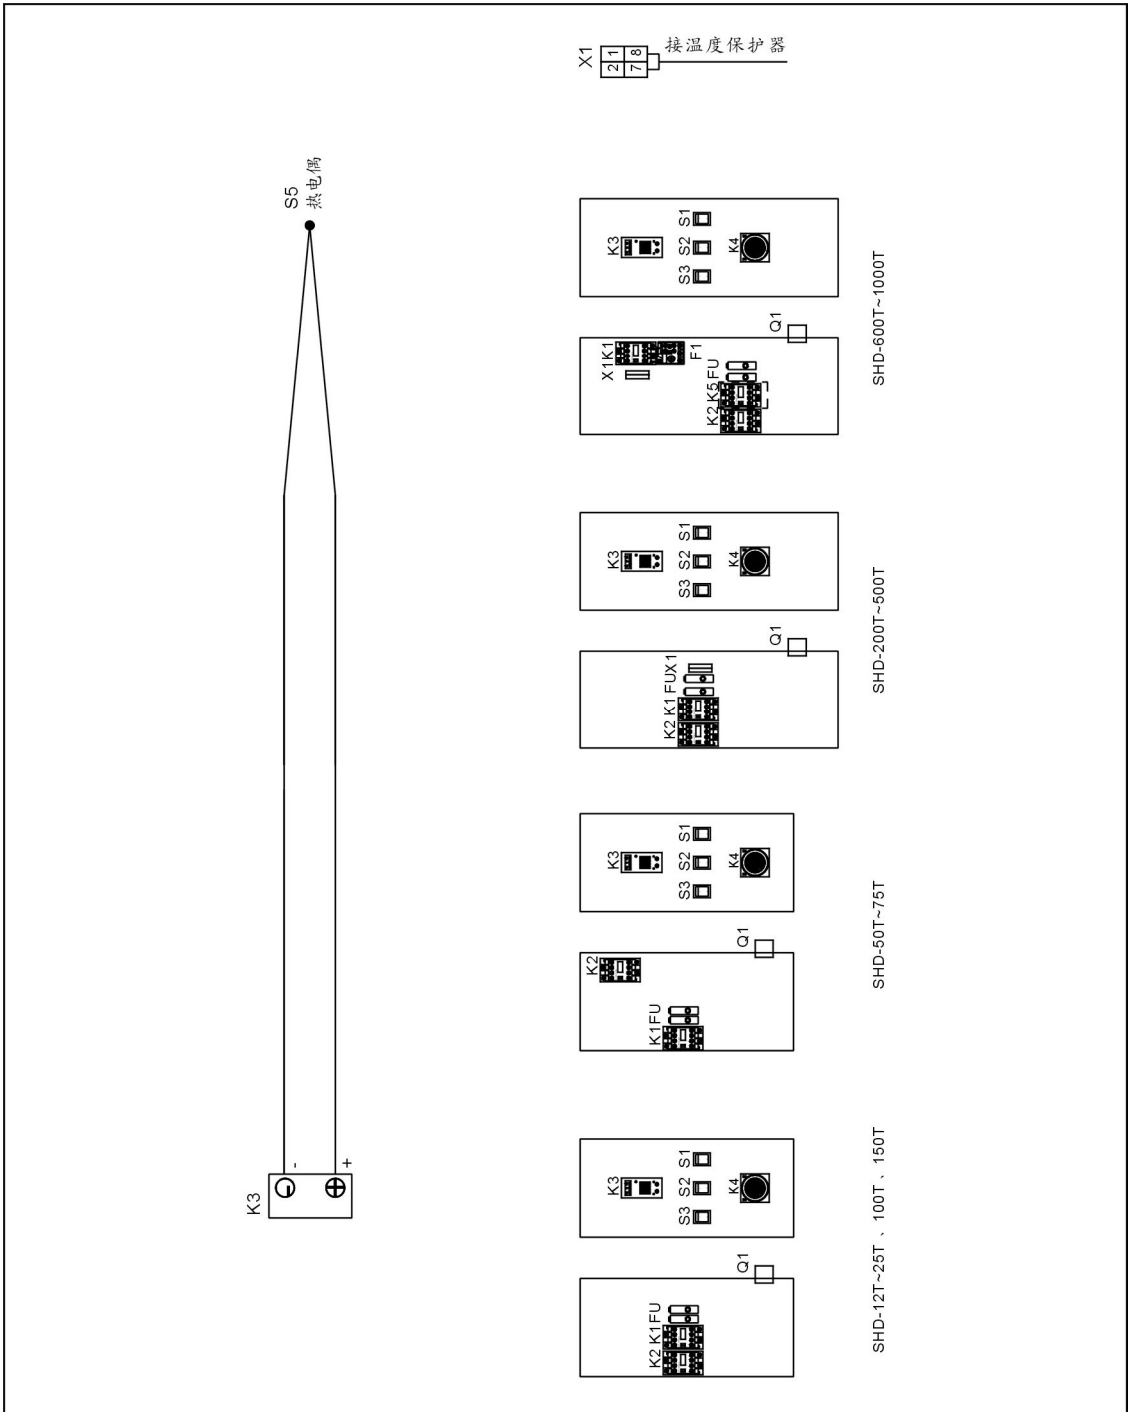 K3
-
+
S5
热电偶
K2 K1 FU
Q1
K3
S3 S2 S1
K4
SHD-12T~25T、100T、150T
K2
K1 FU
Q1
K3
S3 S2 S1
K4
SHD-50T~75T
K2 K1 FU X1
Q1
K3
S3 S2 S1
K4
SHD-200T~500T
X1 K1
F1
K2 K5 FU
Q1
K3
S3 S2 S1
K4
SHD-600T~1000T
X1
2 1
7 8
接温度保护器